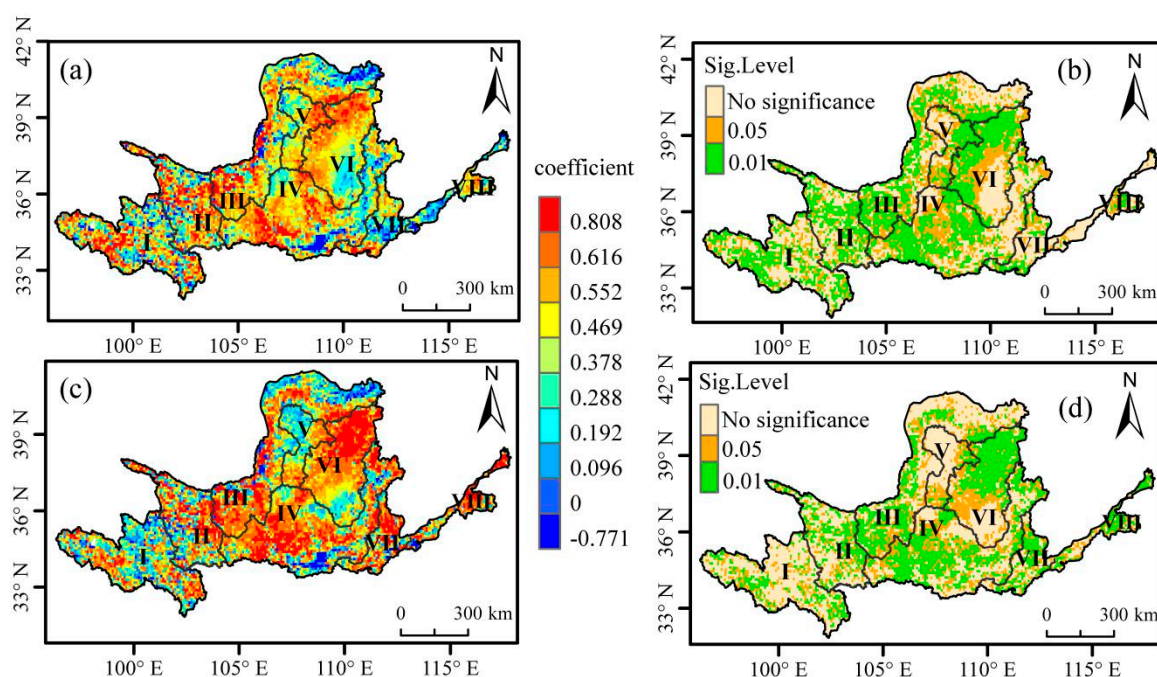 42° N
39° N
36° N
33° N
(a)
N
I
II
III
IV
V
VI
VII
VIII
0 300 km
100° E 105° E 110° E 115° E
42° N
39° N
36° N
33° N
Sig.Level
No significance
0.05
0.01
(b)
N
I
II
III
IV
V
VI
VII
VIII
0 300 km
100° E 105° E 110° E 115° E
coefficient
0.808
0.616
0.552
0.469
0.378
0.288
0.192
0.096
0
-0.771
42° N
39° N
36° N
33° N
(c)
N
I
II
III
IV
V
VI
VII
VIII
0 300 km
100° E 105° E 110° E 115° E
42° N
39° N
36° N
33° N
Sig.Level
No significance
0.05
0.01
(d)
N
I
II
III
IV
V
VI
VII
VIII
0 300 km
100° E 105° E 110° E 115° E